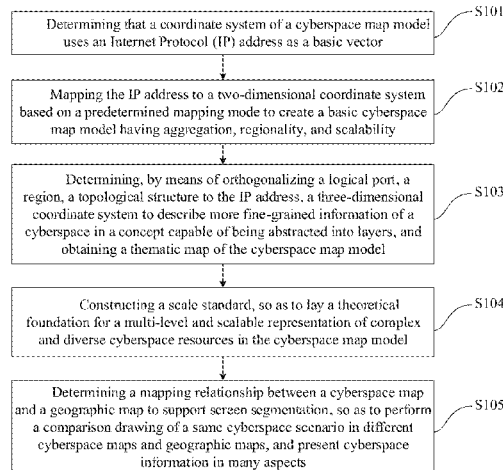 Determining that a coordinate system of a cyberspace map model
uses an Internet Protocol (IP) address as a basic vector
S101
Mapping the IP address to a two-dimensional coordinate system
based on a predetermined mapping mode to create a basic cyberspace
map model having aggregation, regionality, and scalability
S102
Determining, by means of orthogonalizing a logical port, a
region, a topological structure to the IP address, a three-dimensional
coordinate system to describe more fine-grained information of a
cyberspace in a concept capable of being abstracted into layers, and
obtaining a thematic map of the cyberspace map model
S103
Constructing a scale standard, so as to lay a theoretical
foundation for a multi-level and scalable representation of complex
and diverse cyberspace resources in the cyberspace map model
S104
Determining a mapping relationship between a cyberspace map
and a geographic map to support screen segmentation, so as to perform
a comparison drawing of a same cyberspace scenario in different
cyberspace maps and geographic maps, and present cyberspace
information in many aspects
S105